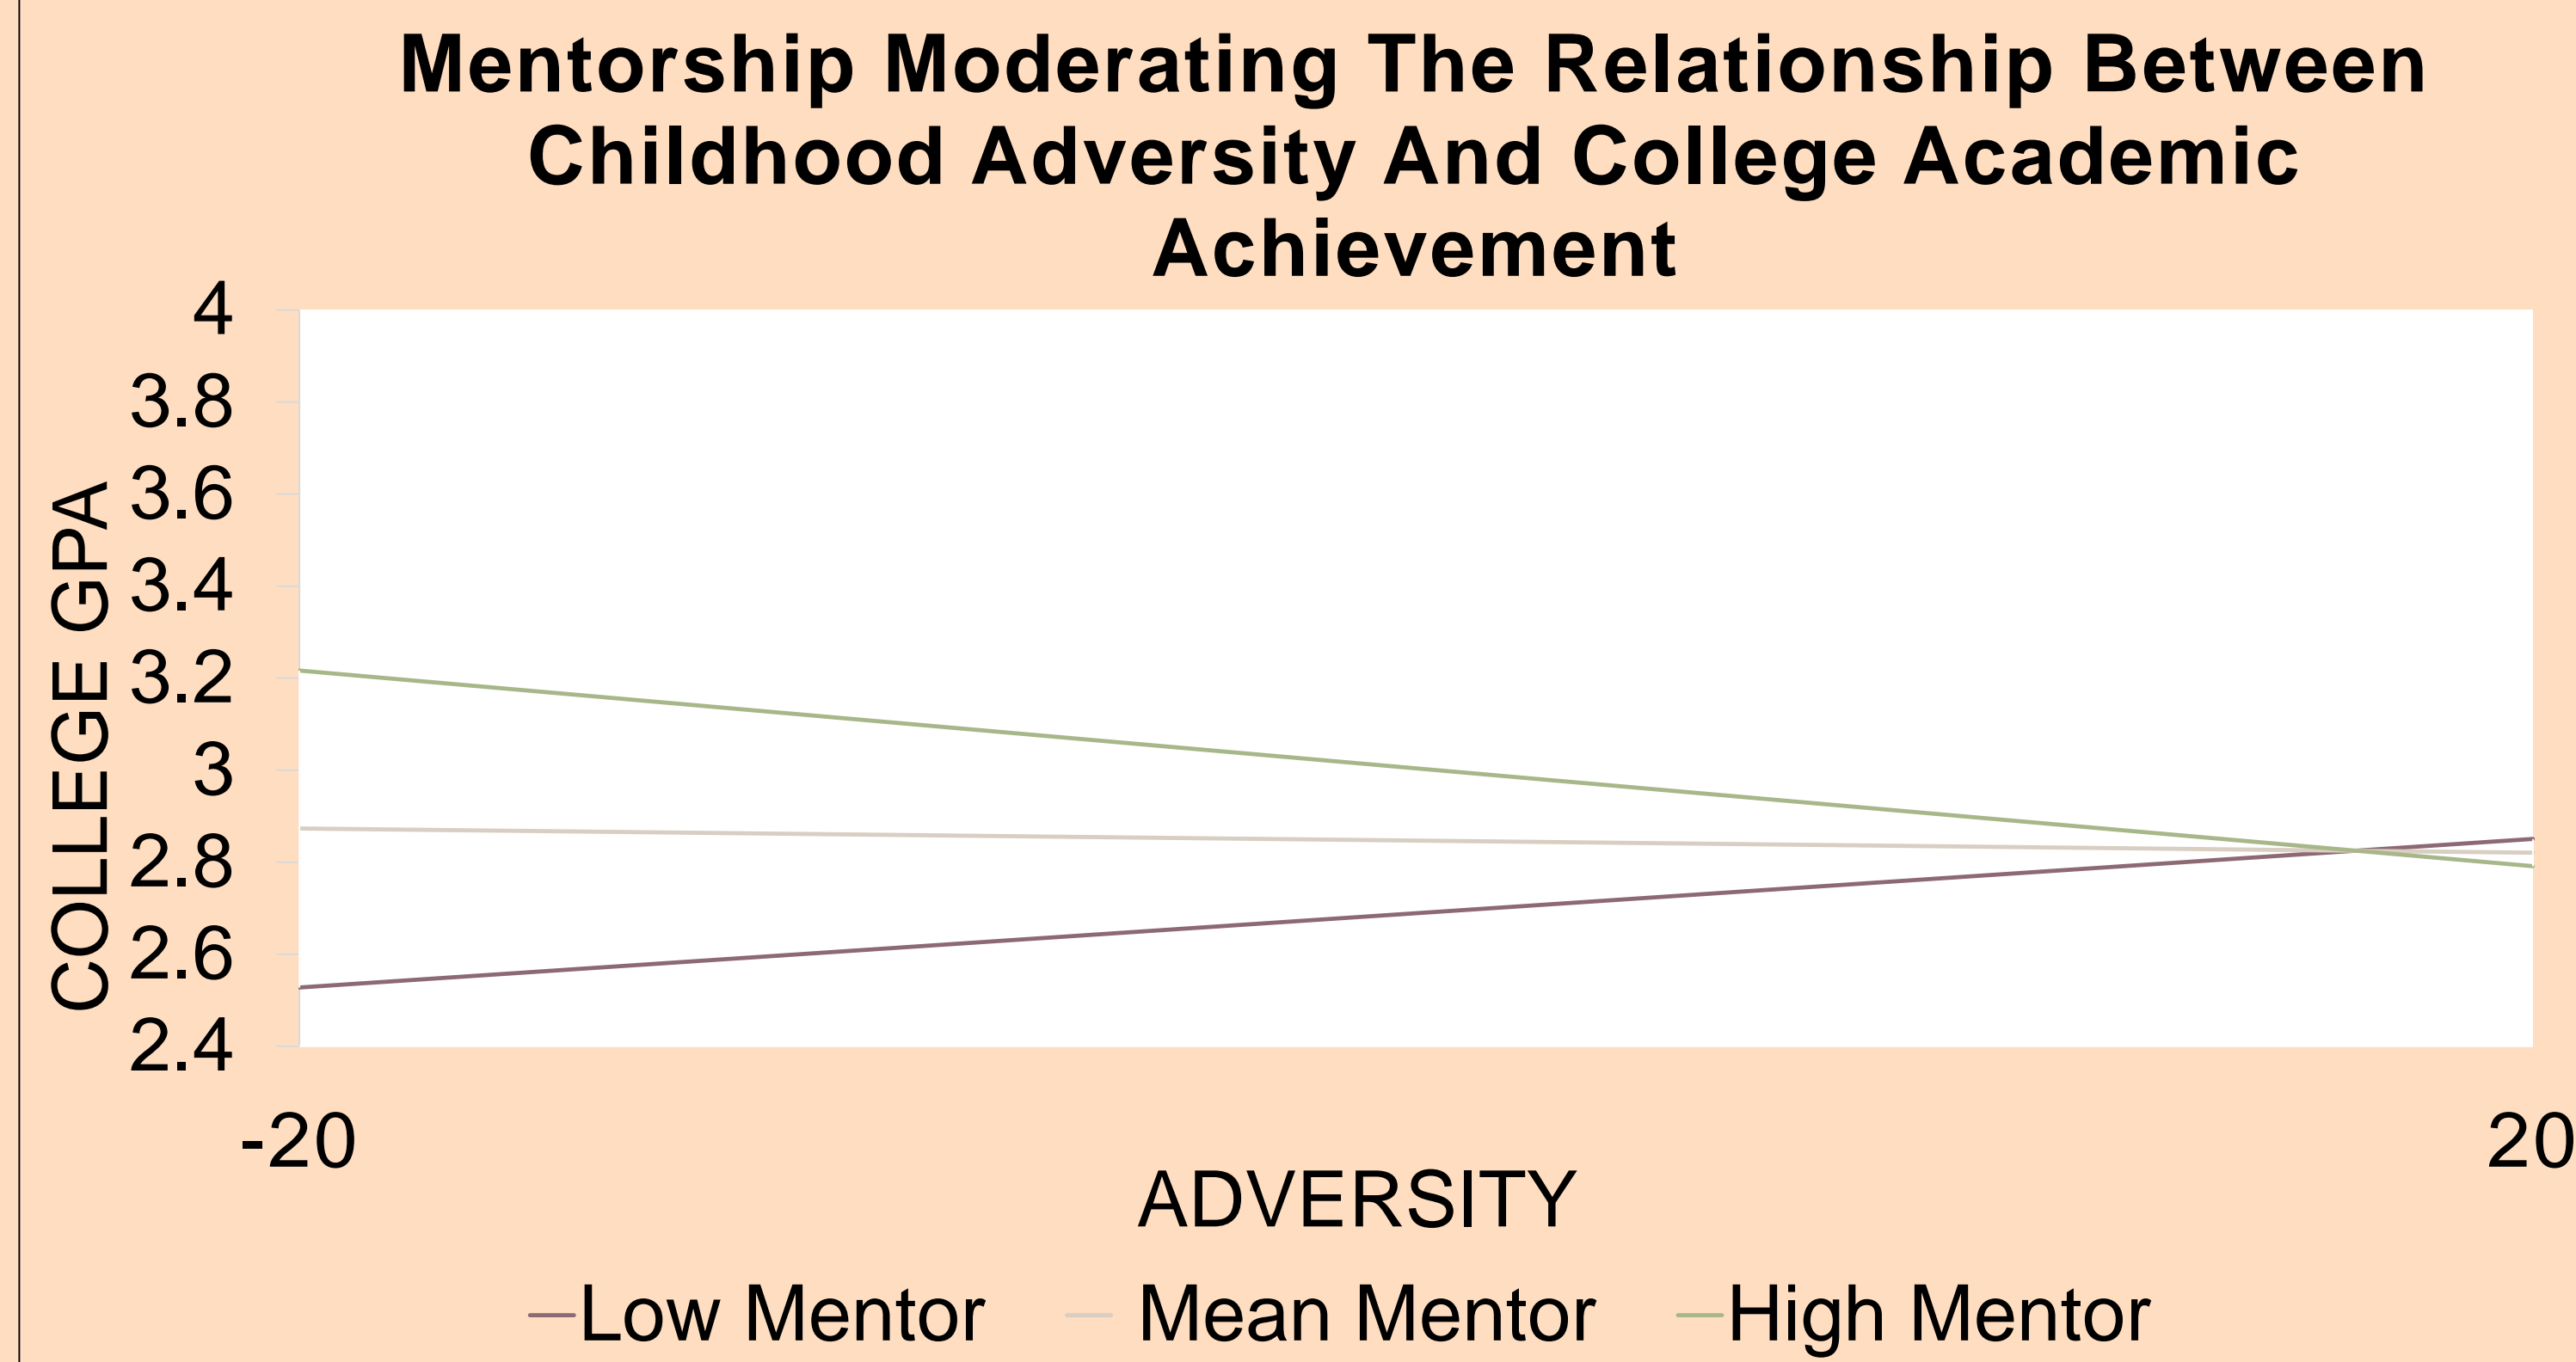 Mentorship Moderating The Relationship Between
Childhood Adversity And College Academic
Achievement
4
3.8
3.6
3.4
3.2
3
2.8
2.6
2.4
COLLEGE GPA
-20
20
ADVERSITY
Low Mentor
Mean Mentor
High Mentor